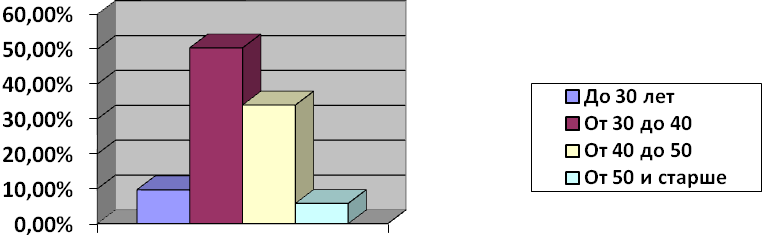 60,00%
50,00%
40,00%
30,00%
20,00%
10,00%
0,00%
До 30 лет
От 30 до 40
От 40 до 50
От 50 и старше